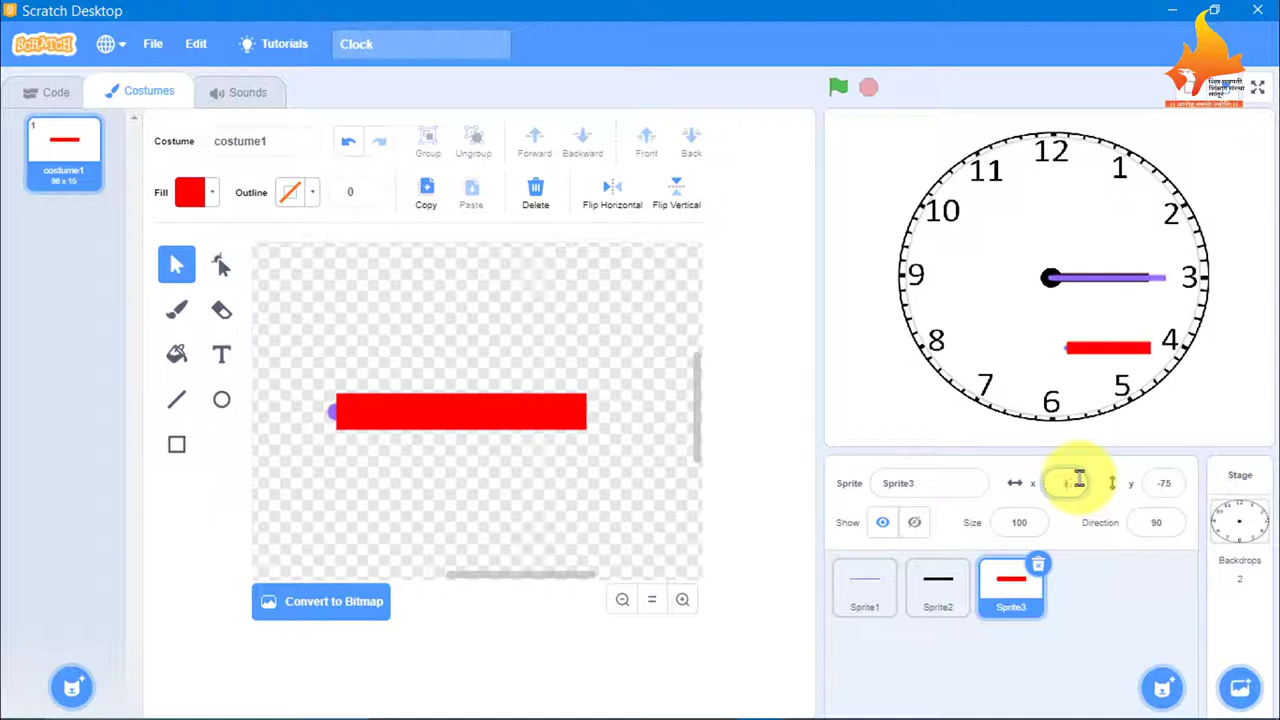 Scratch Desktop
SCRATCH
File
Edit
Tutorials
Clock
Code
Costumes
Sounds
1
costume1
96 x 15
Costume
costume1
Group
Ungroup
Forward
Backward
Front
Back
Fill
Outline
0
Copy
Paste
Delete
Flip Horizontal
Flip Vertical
T
Convert to Bitmap
12
1
2
3
4
5
6
7
8
9
10
11
Sprite
Sprite3
x
y
-75
Show
Size
100
Direction
90
Stage
Sprite1
Sprite2
Sprite3
Backdrops
2